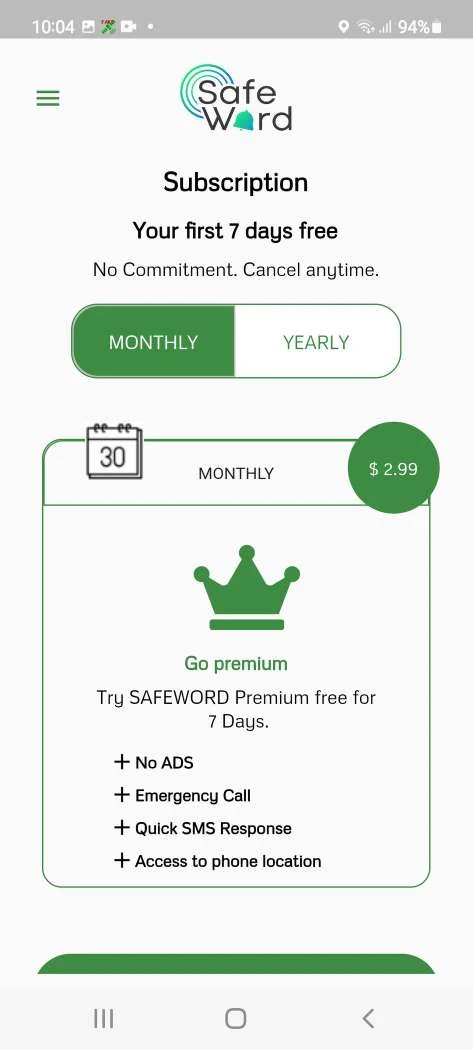 10:04
94%
Safe
Word
Subscription
Your first 7 days free
No Commitment. Cancel anytime.
MONTHLY
YEARLY
30
MONTHLY
$ 2.99
Go premium
Try SAFEWORD Premium free for
7 Days.
+ No ADS
+ Emergency Call
+ Quick SMS Response
+ Access to phone location